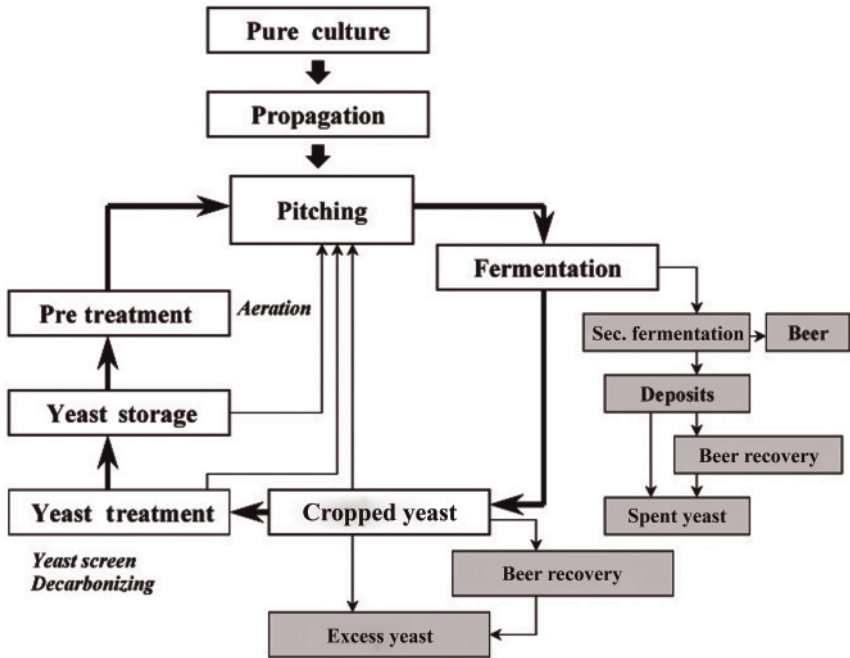 Pure culture
Propagation
Pitching
Fermentation
Pre treatment
Aeration
Sec. fermentation
Beer
Deposits
Yeast storage
Beer recovery
Yeast treatment
Cropped yeast
Spent yeast
Yeast screen
Decarbonizing
Beer recovery
Excess yeast